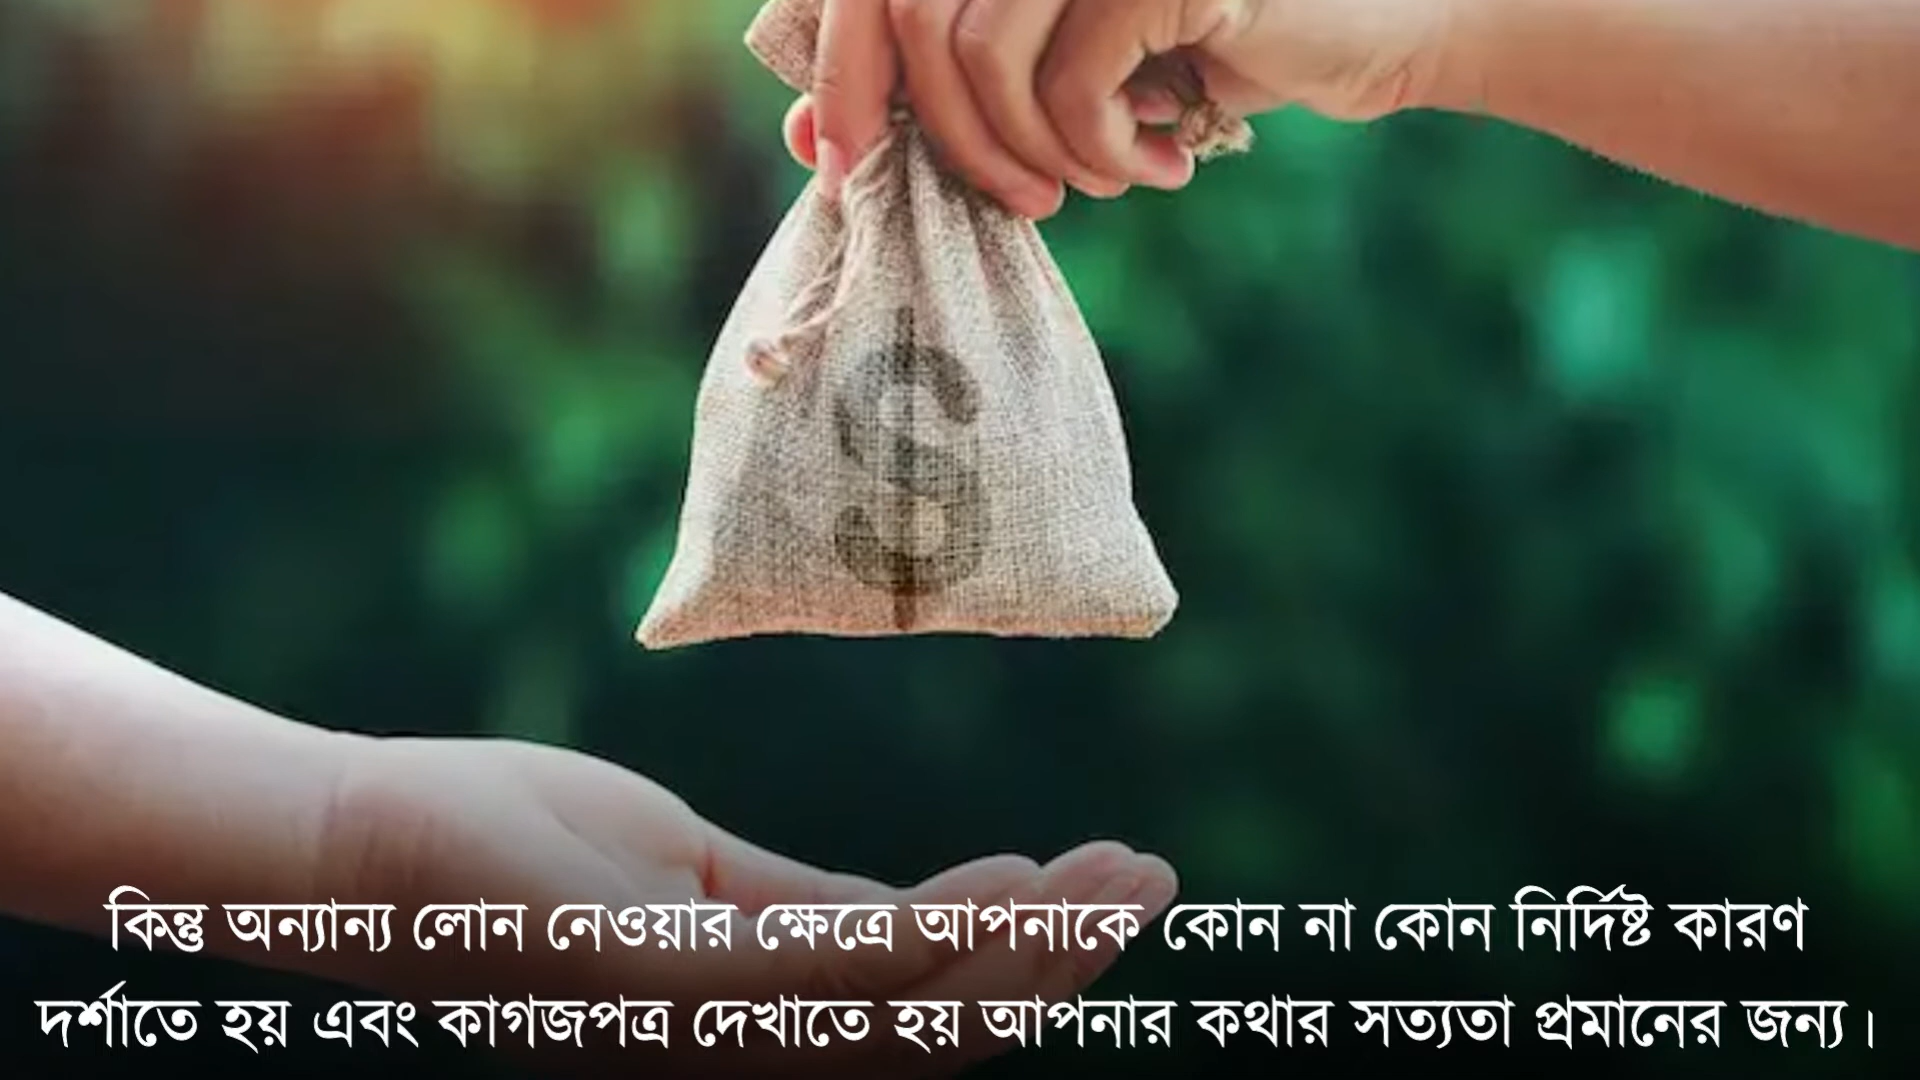 $
কিন্তু অন্যান্য লোন নেওয়ার ক্ষেত্রে আপনাকে কোন না কোন নির্দিষ্ট কারণ
দর্শাতে হয় এবং কাগজপত্র দেখাতে হয় আপনার কথার সত্যতা প্রমানের জন্য।